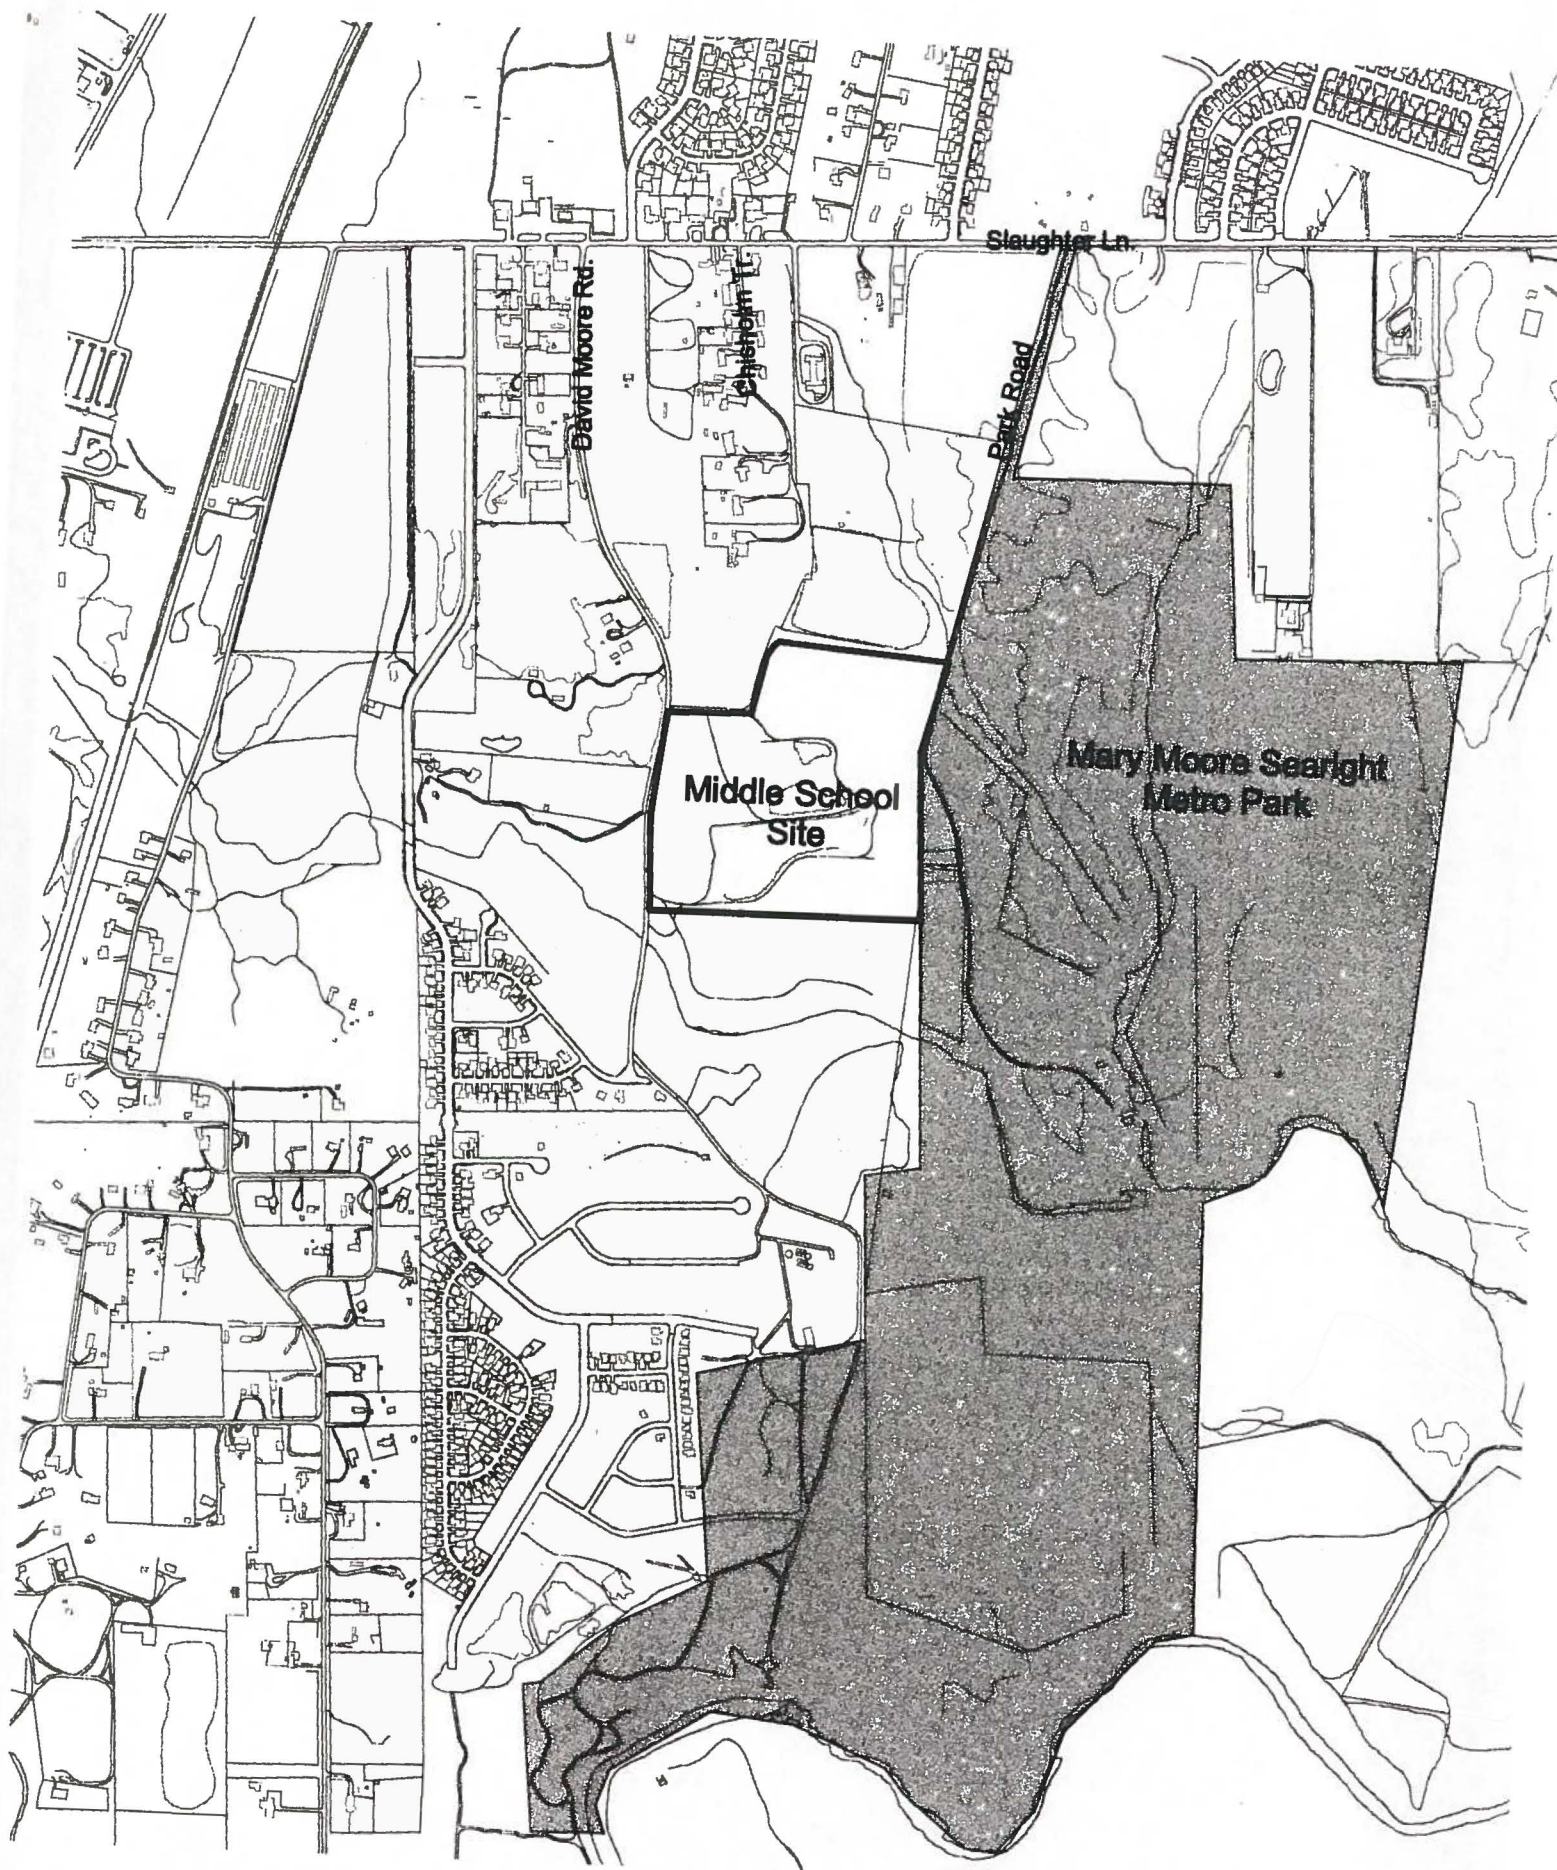 Slaughter Ln.
David Moore Rd.
Chisholm Tr.
Park Road
Mary Moore Searight
Metro Park
Middle School
Site